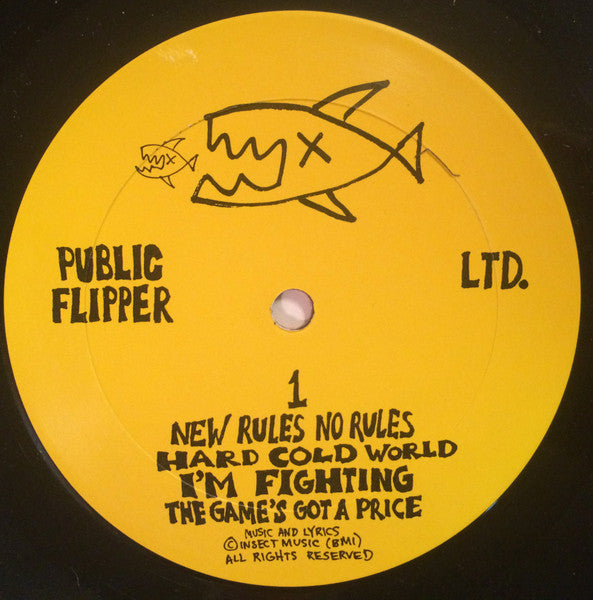 PUBLIC
FLIPPER
LTD.
1
NEW RULES NO RULES
HARD COLD WORLD
I'M FIGHTING
THE GAME'S GOT A PRICE
MUSIC AND LYRICS
© INSECT MUSIC (BMI)
ALL RIGHTS RESERVED